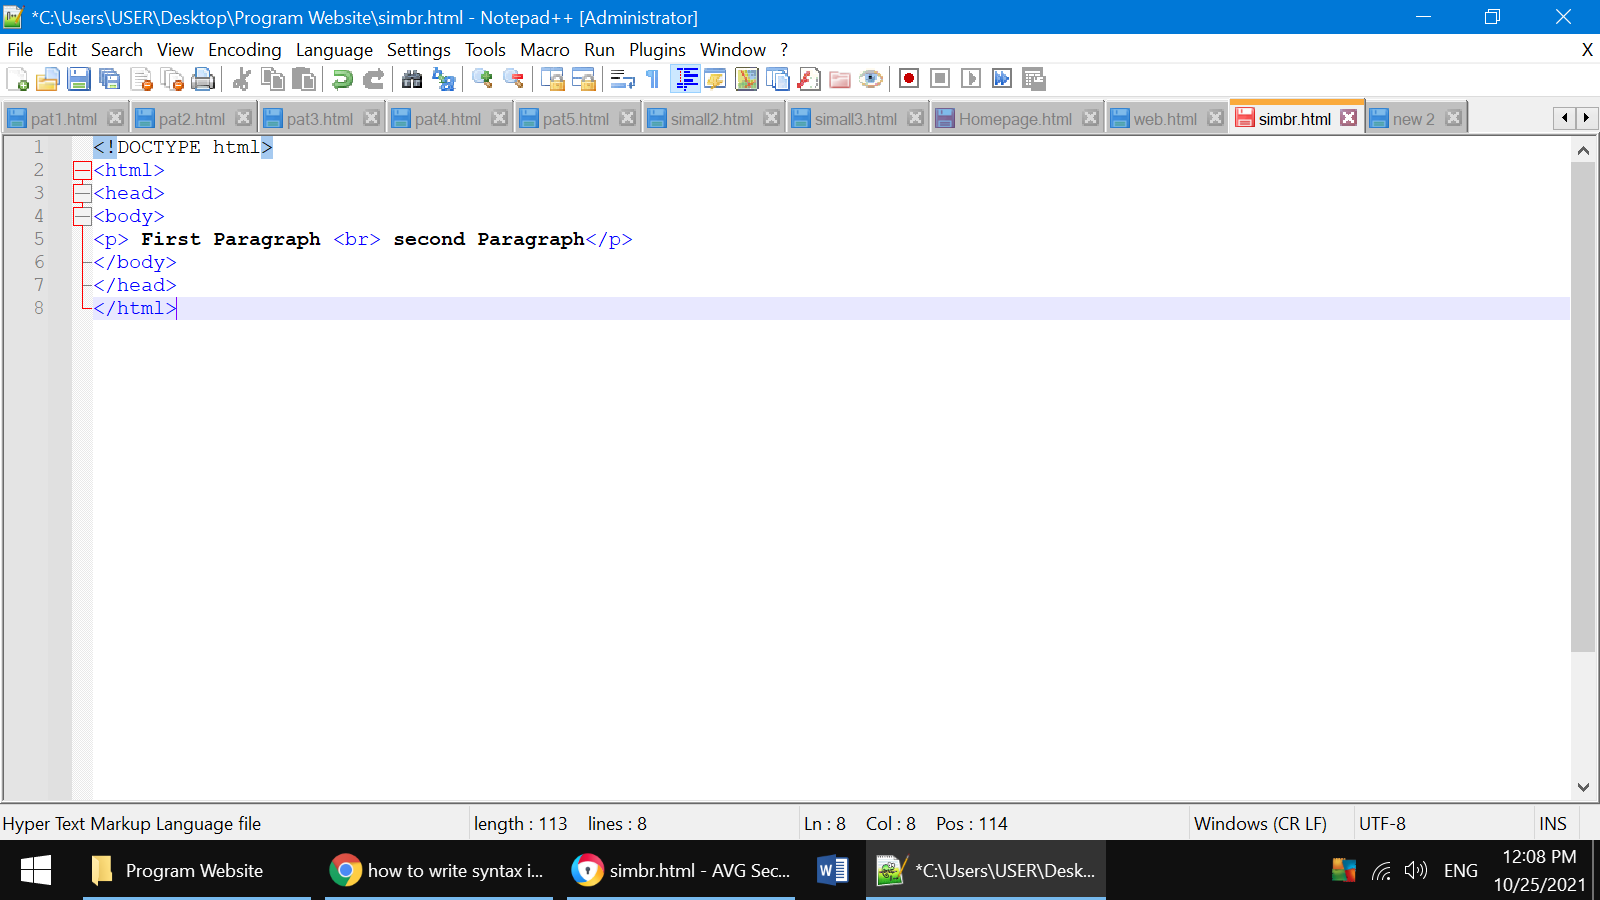 *C:\Users\USER\Desktop\Program Website\simbr.html - Notepad++ [Administrator]
File Edit Search View Encoding Language Settings Tools Macro Run Plugins Window ? X
pat1.html pat2.html pat3.html pat4.html pat5.html simall2.html simall3.html Homepage.html web.html simbr.html new 2
1 <!DOCTYPE html>
2 <html>
3 <head>
4 <body>
5 <p> First Paragraph <br> second Paragraph</p>
6 </body>
7 </head>
8 </html>
Hyper Text Markup Language file length : 113 lines : 8 Ln : 8 Col : 8 Pos : 114 Windows (CR LF) UTF-8 INS
Program Website how to write syntax i... simbr.html - AVG Sec... *C:\Users\USER\Desk... ENG 12:08 PM
10/25/2021